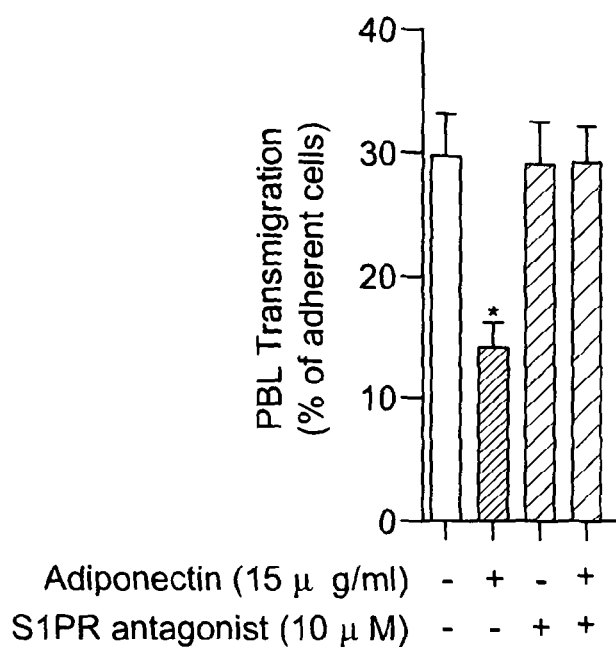 40
30
20
10
0
PBL Transmigration
(% of adherent cells)
*
Adiponectin (15 μ g/ml) - + - +
S1PR antagonist (10 μ M) - - + +